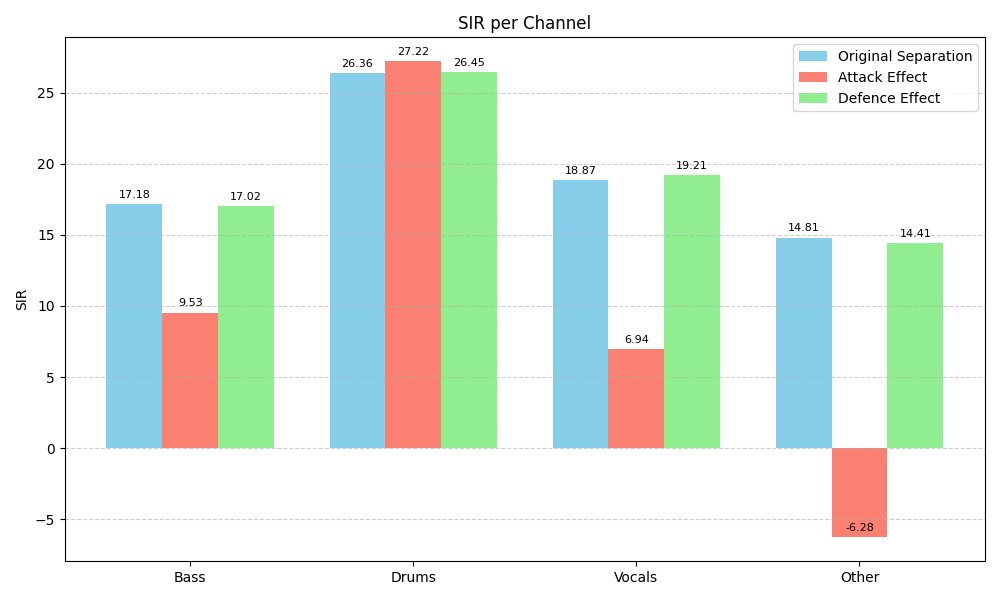 SIR per Channel
Original Separation
Attack Effect
Defence Effect
SIR
25
20
15
10
5
0
−5
17.18
9.53
17.02
26.36
27.22
26.45
18.87
6.94
19.21
14.81
-6.28
14.41
Bass
Drums
Vocals
Other